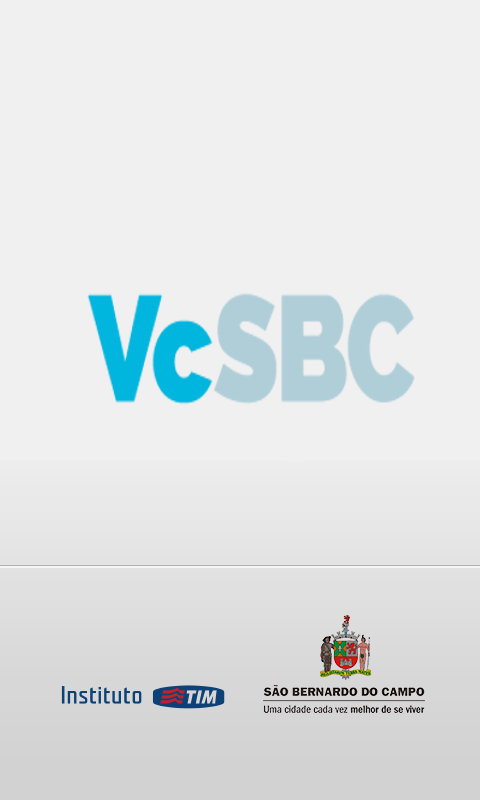 VcSBC
Instituto TIM
SÃO BERNARDO DO CAMPO
Uma cidade cada vez melhor de se viver